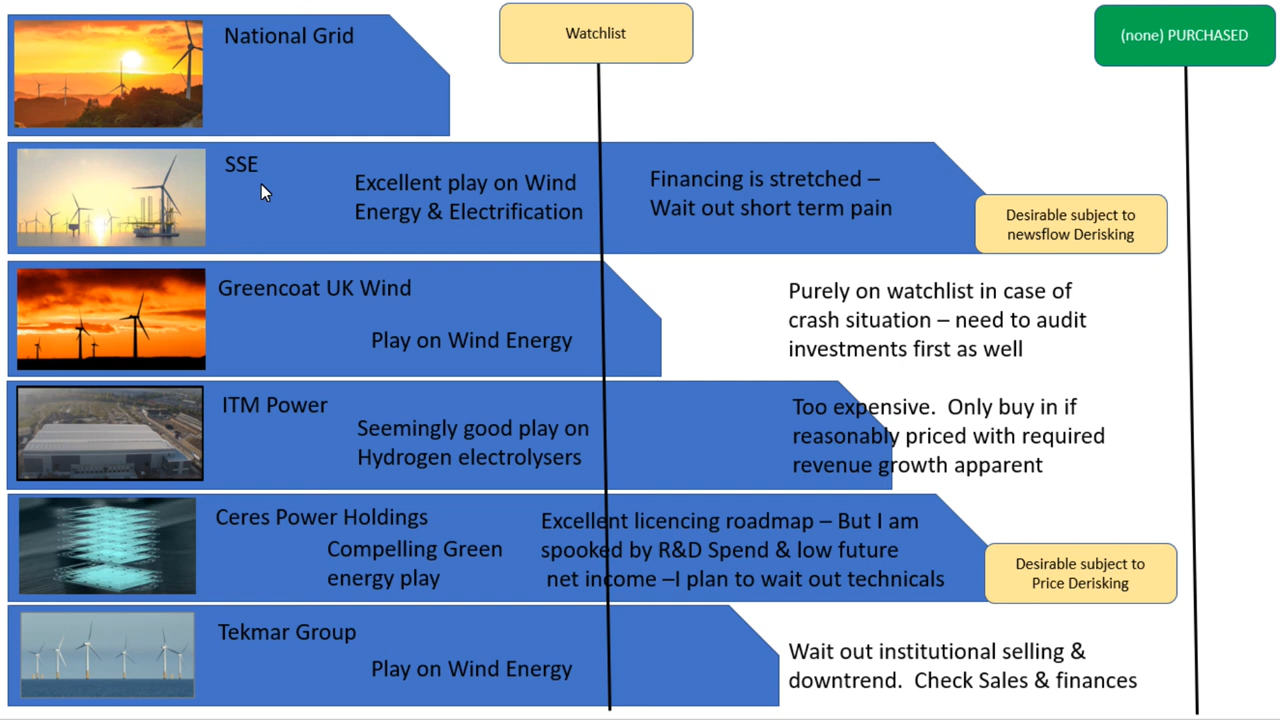 National Grid
Watchlist
(none) PURCHASED
SSE
Excellent play on Wind
Energy & Electrification
Financing is stretched –
Wait out short term pain
Desirable subject to
newsflow Derisking
Greencoat UK Wind
Play on Wind Energy
Purely on watchlist in case of
crash situation – need to audit
investments first as well
ITM Power
Seemingly good play on
Hydrogen electrolysers
Too expensive.  Only buy in if
reasonably priced with required
revenue growth apparent
Ceres Power Holdings
Compelling Green
energy play
Excellent licencing roadmap – But I am
spooked by R&D Spend & low future
net income –I plan to wait out technicals
Desirable subject to
Price Derisking
Tekmar Group
Play on Wind Energy
Wait out institutional selling &
downtrend.  Check Sales & finances